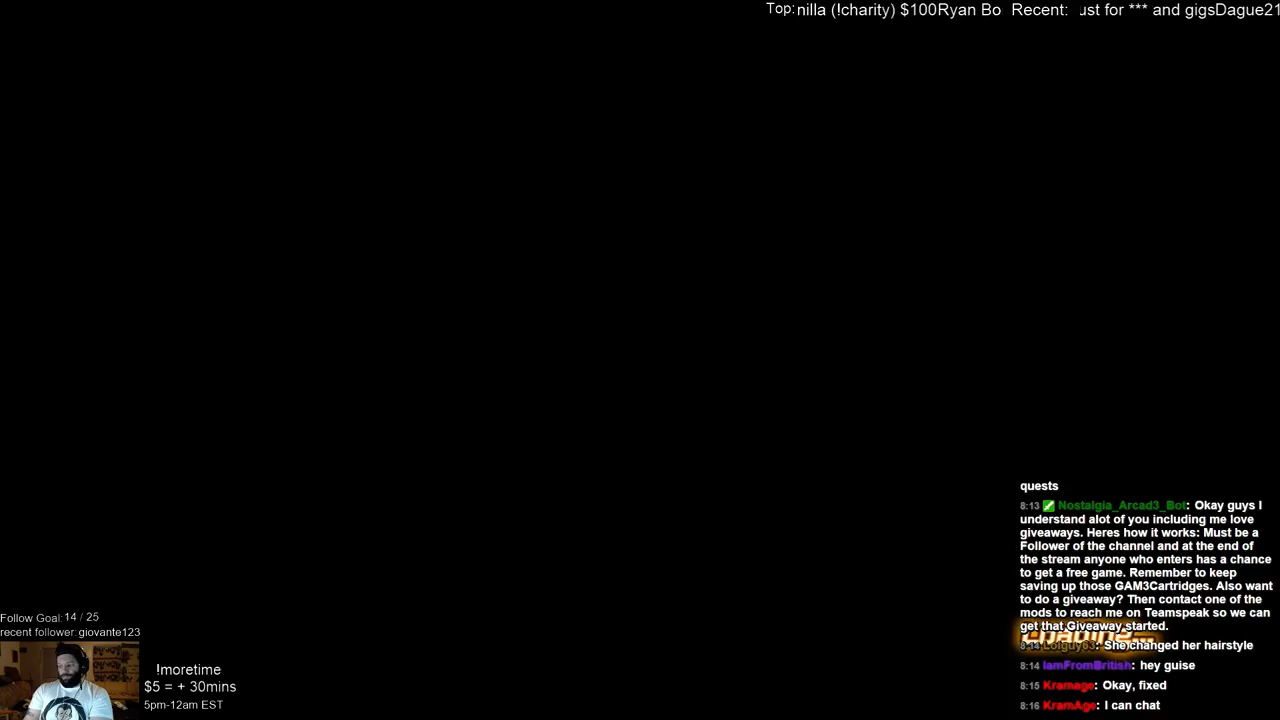 Top: nilla (!charity) $100Ryan Bo Recent: ust for *** and gigsDague21
quests
8:13 Nostalgia_Arcad3_Bot: Okay guys I
understand alot of you including me love
giveaways. Heres how it works: Must be a
Follower of the channel and at the end of
the stream anyone who enters has a chance
to get a free game. Remember to keep
saving up those GAM3Cartridges. Also want
to do a giveaway? Then contact one of the
mods to reach me on Teamspeak so we can
get that Giveaway started.
Loading...
8:14 Lolguy63: She changed her hairstyle
8:14 IamFromBritish: hey guise
8:15 Kramage: Okay, fixed
8:16 KramAge: I can chat
Follow Goal: 14 / 25
recent follower: giovante123
!moretime
$5 = + 30mins
5pm-12am EST